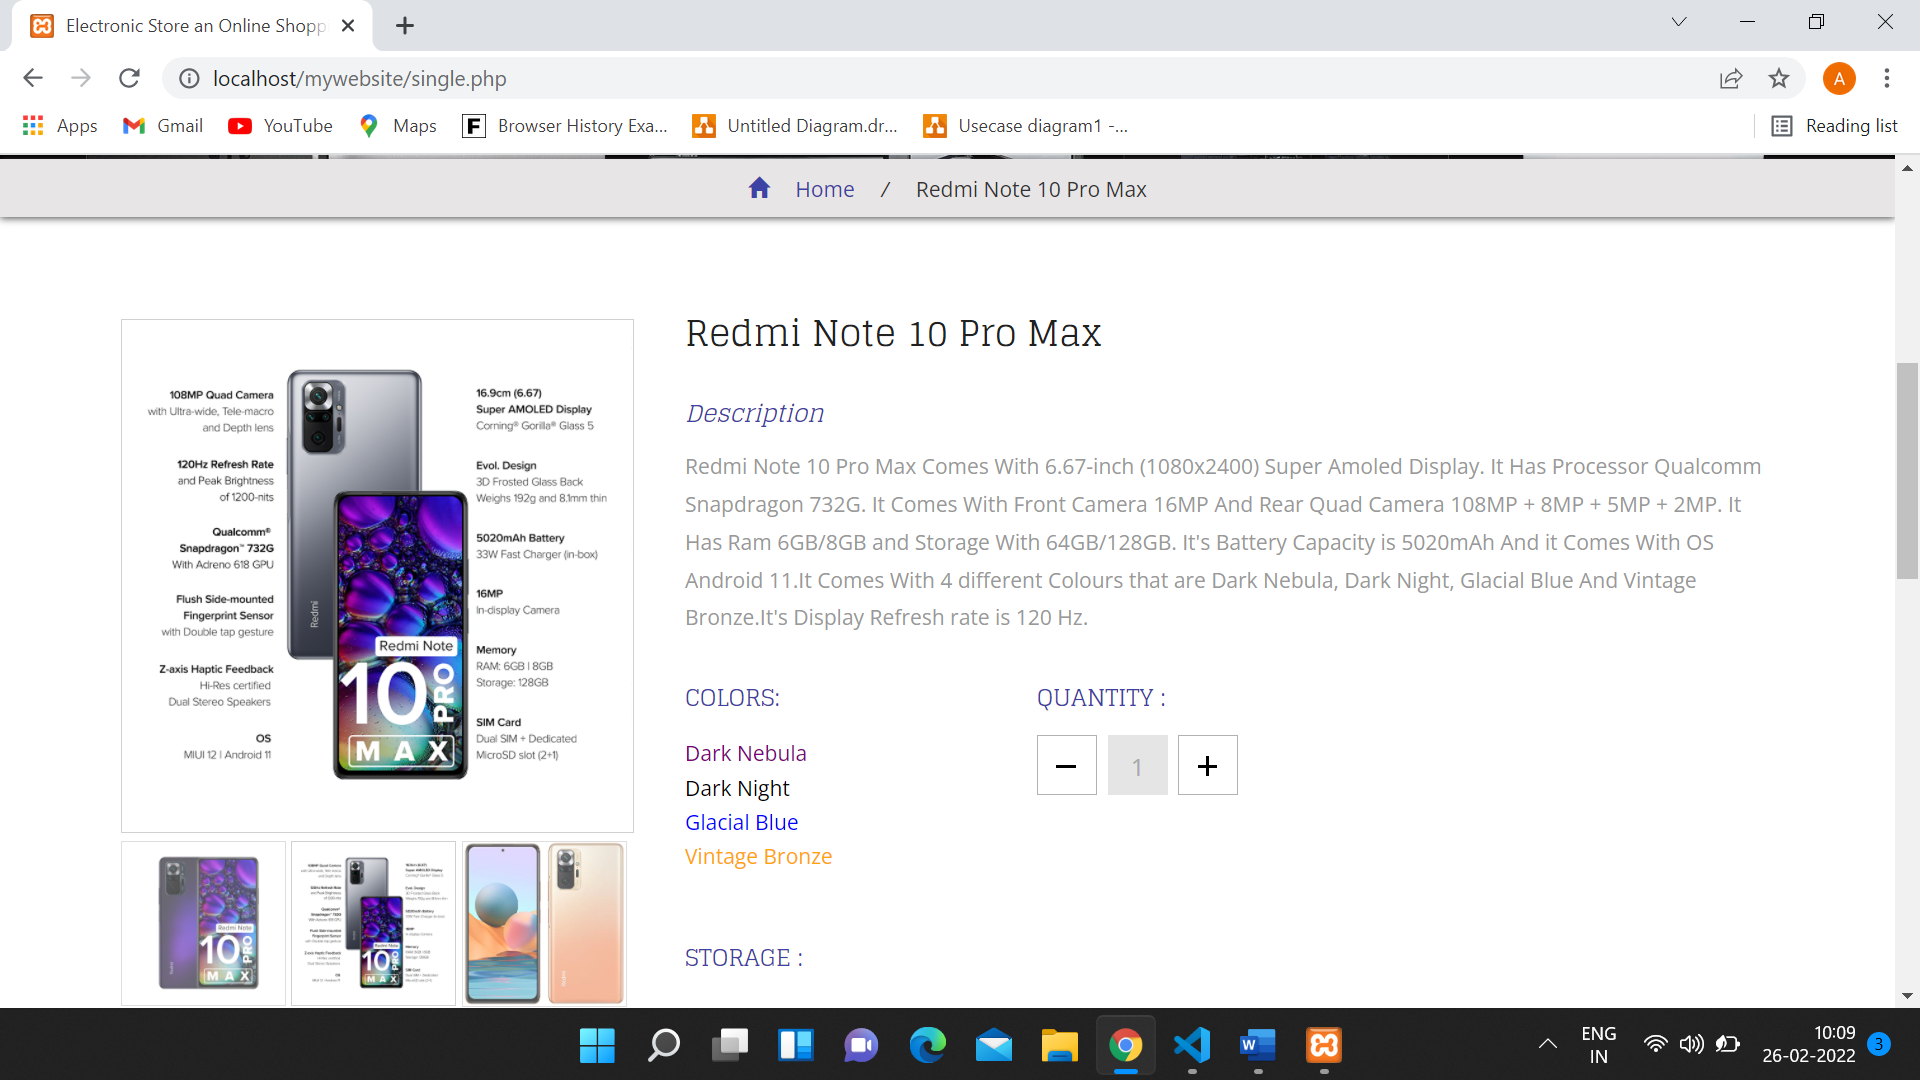 Electronic Store an Online Shopp
localhost/mywebsite/single.php
A
Apps
Gmail
YouTube
Maps
F
Browser History Exa...
Untitled Diagram.dr...
Usecase diagram1 -...
Reading list
Home / Redmi Note 10 Pro Max
108MP Quad Camera
with Ultra-wide, Tele-macro
and Depth lens
120Hz Refresh Rate
and Peak Brightness
of 1200-nits
Qualcomm®
Snapdragon™ 732G
With Adreno 618 GPU
Flush Side-mounted
Fingerprint Sensor
with Double tap gesture
Z-axis Haptic Feedback
Hi-Res certified
Dual Stereo Speakers
OS
MIUI 12 | Android 11
Redmi
Redmi Note
10 PRO
MAX
16.9cm (6.67)
Super AMOLED Display
Corning® Gorilla® Glass 5
Evol. Design
3D Frosted Glass Back
Weighs 192g and 8.1mm thin
5020mAh Battery
33W Fast Charger (in-box)
16MP
In-display Camera
Memory
RAM: 6GB | 8GB
Storage: 128GB
SIM Card
Dual SIM + Dedicated
MicroSD slot (2+1)
Redmi Note
10 PRO
MAX
Redmi Note
10 PRO
MAX
Redmi Note 10 Pro Max
Description
Redmi Note 10 Pro Max Comes With 6.67-inch (1080x2400) Super Amoled Display. It Has Processor Qualcomm
Snapdragon 732G. It Comes With Front Camera 16MP And Rear Quad Camera 108MP + 8MP + 5MP + 2MP. It
Has Ram 6GB/8GB and Storage With 64GB/128GB. It's Battery Capacity is 5020mAh And it Comes With OS
Android 11.It Comes With 4 different Colours that are Dark Nebula, Dark Night, Glacial Blue And Vintage
Bronze.It's Display Refresh rate is 120 Hz.
COLORS:
Dark Nebula
Dark Night
Glacial Blue
Vintage Bronze
QUANTITY :
− 1 +
STORAGE :
W
ENG
IN
10:09
26-02-2022
3